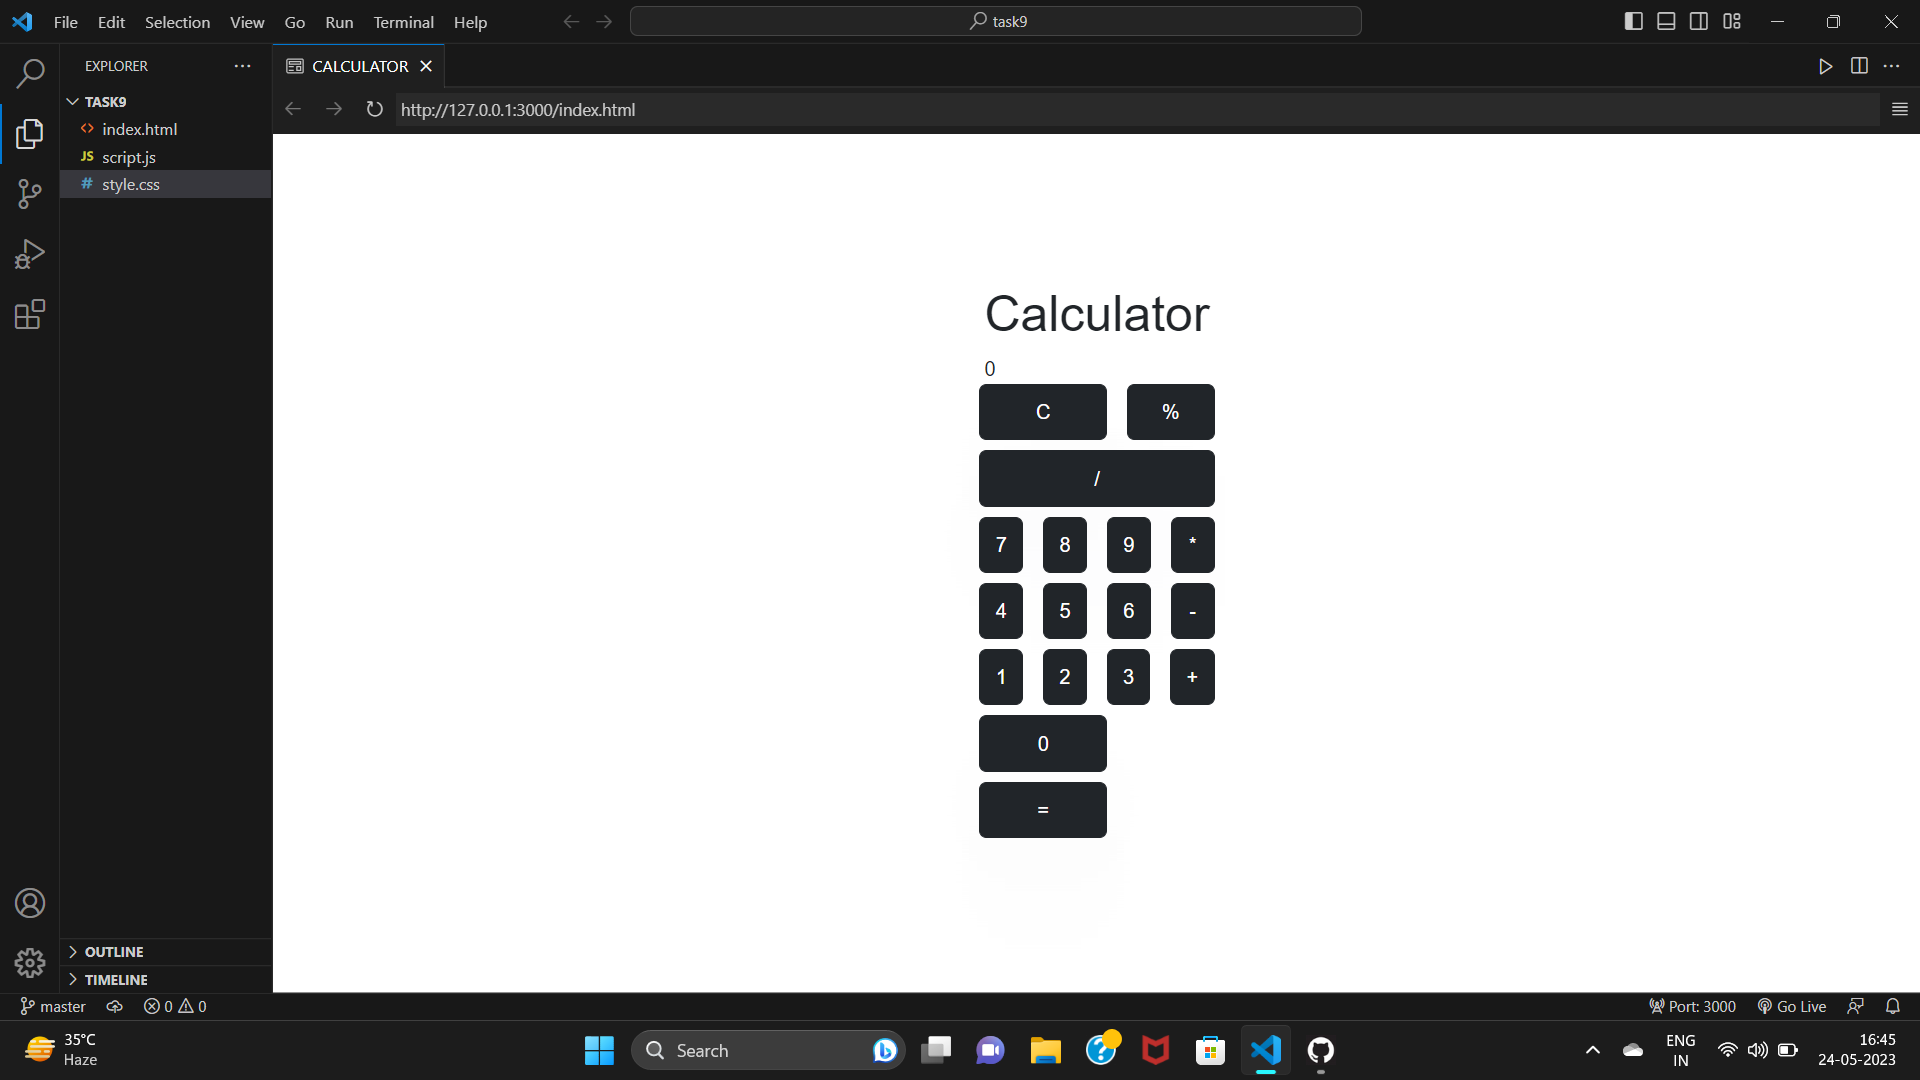 File Edit Selection View Go Run Terminal Help
task9
EXPLORER
CALCULATOR
TASK9
index.html
JS script.js
# style.css
http://127.0.0.1:3000/index.html
Calculator
0
C %
/
7 8 9 *
4 5 6 -
1 2 3 +
0
=
OUTLINE
TIMELINE
master 0 0
Port: 3000 Go Live
35°C
Haze
Search
ENG
IN
16:45
24-05-2023